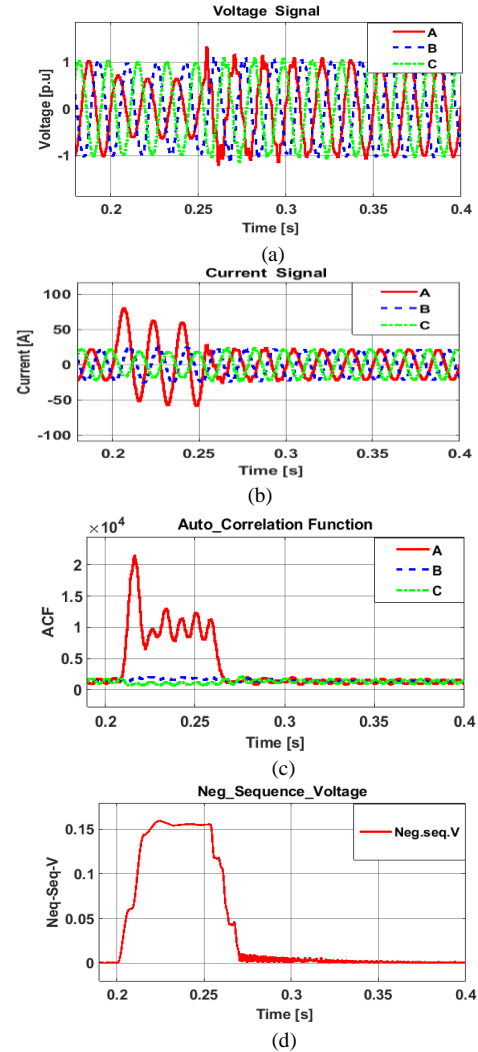 Voltage Signal
Voltage [p.u]
1
0
-1
A
B
C
0.2 0.25 0.3 0.35 0.4
Time [s]
(a)
Current Signal
Current [A]
100
50
0
-50
-100
A
B
C
0.2 0.25 0.3 0.35 0.4
Time [s]
(b)
×10⁴
Auto_Correlation Function
ACF
2
1.5
1
0.5
0
A
B
C
0.2 0.25 0.3 0.35 0.4
Time [s]
(c)
Neg_Sequence_Voltage
Neq-Seq-V
0.15
0.1
0.05
0
Neg.seq.V
0.2 0.25 0.3 0.35 0.4
Time [s]
(d)